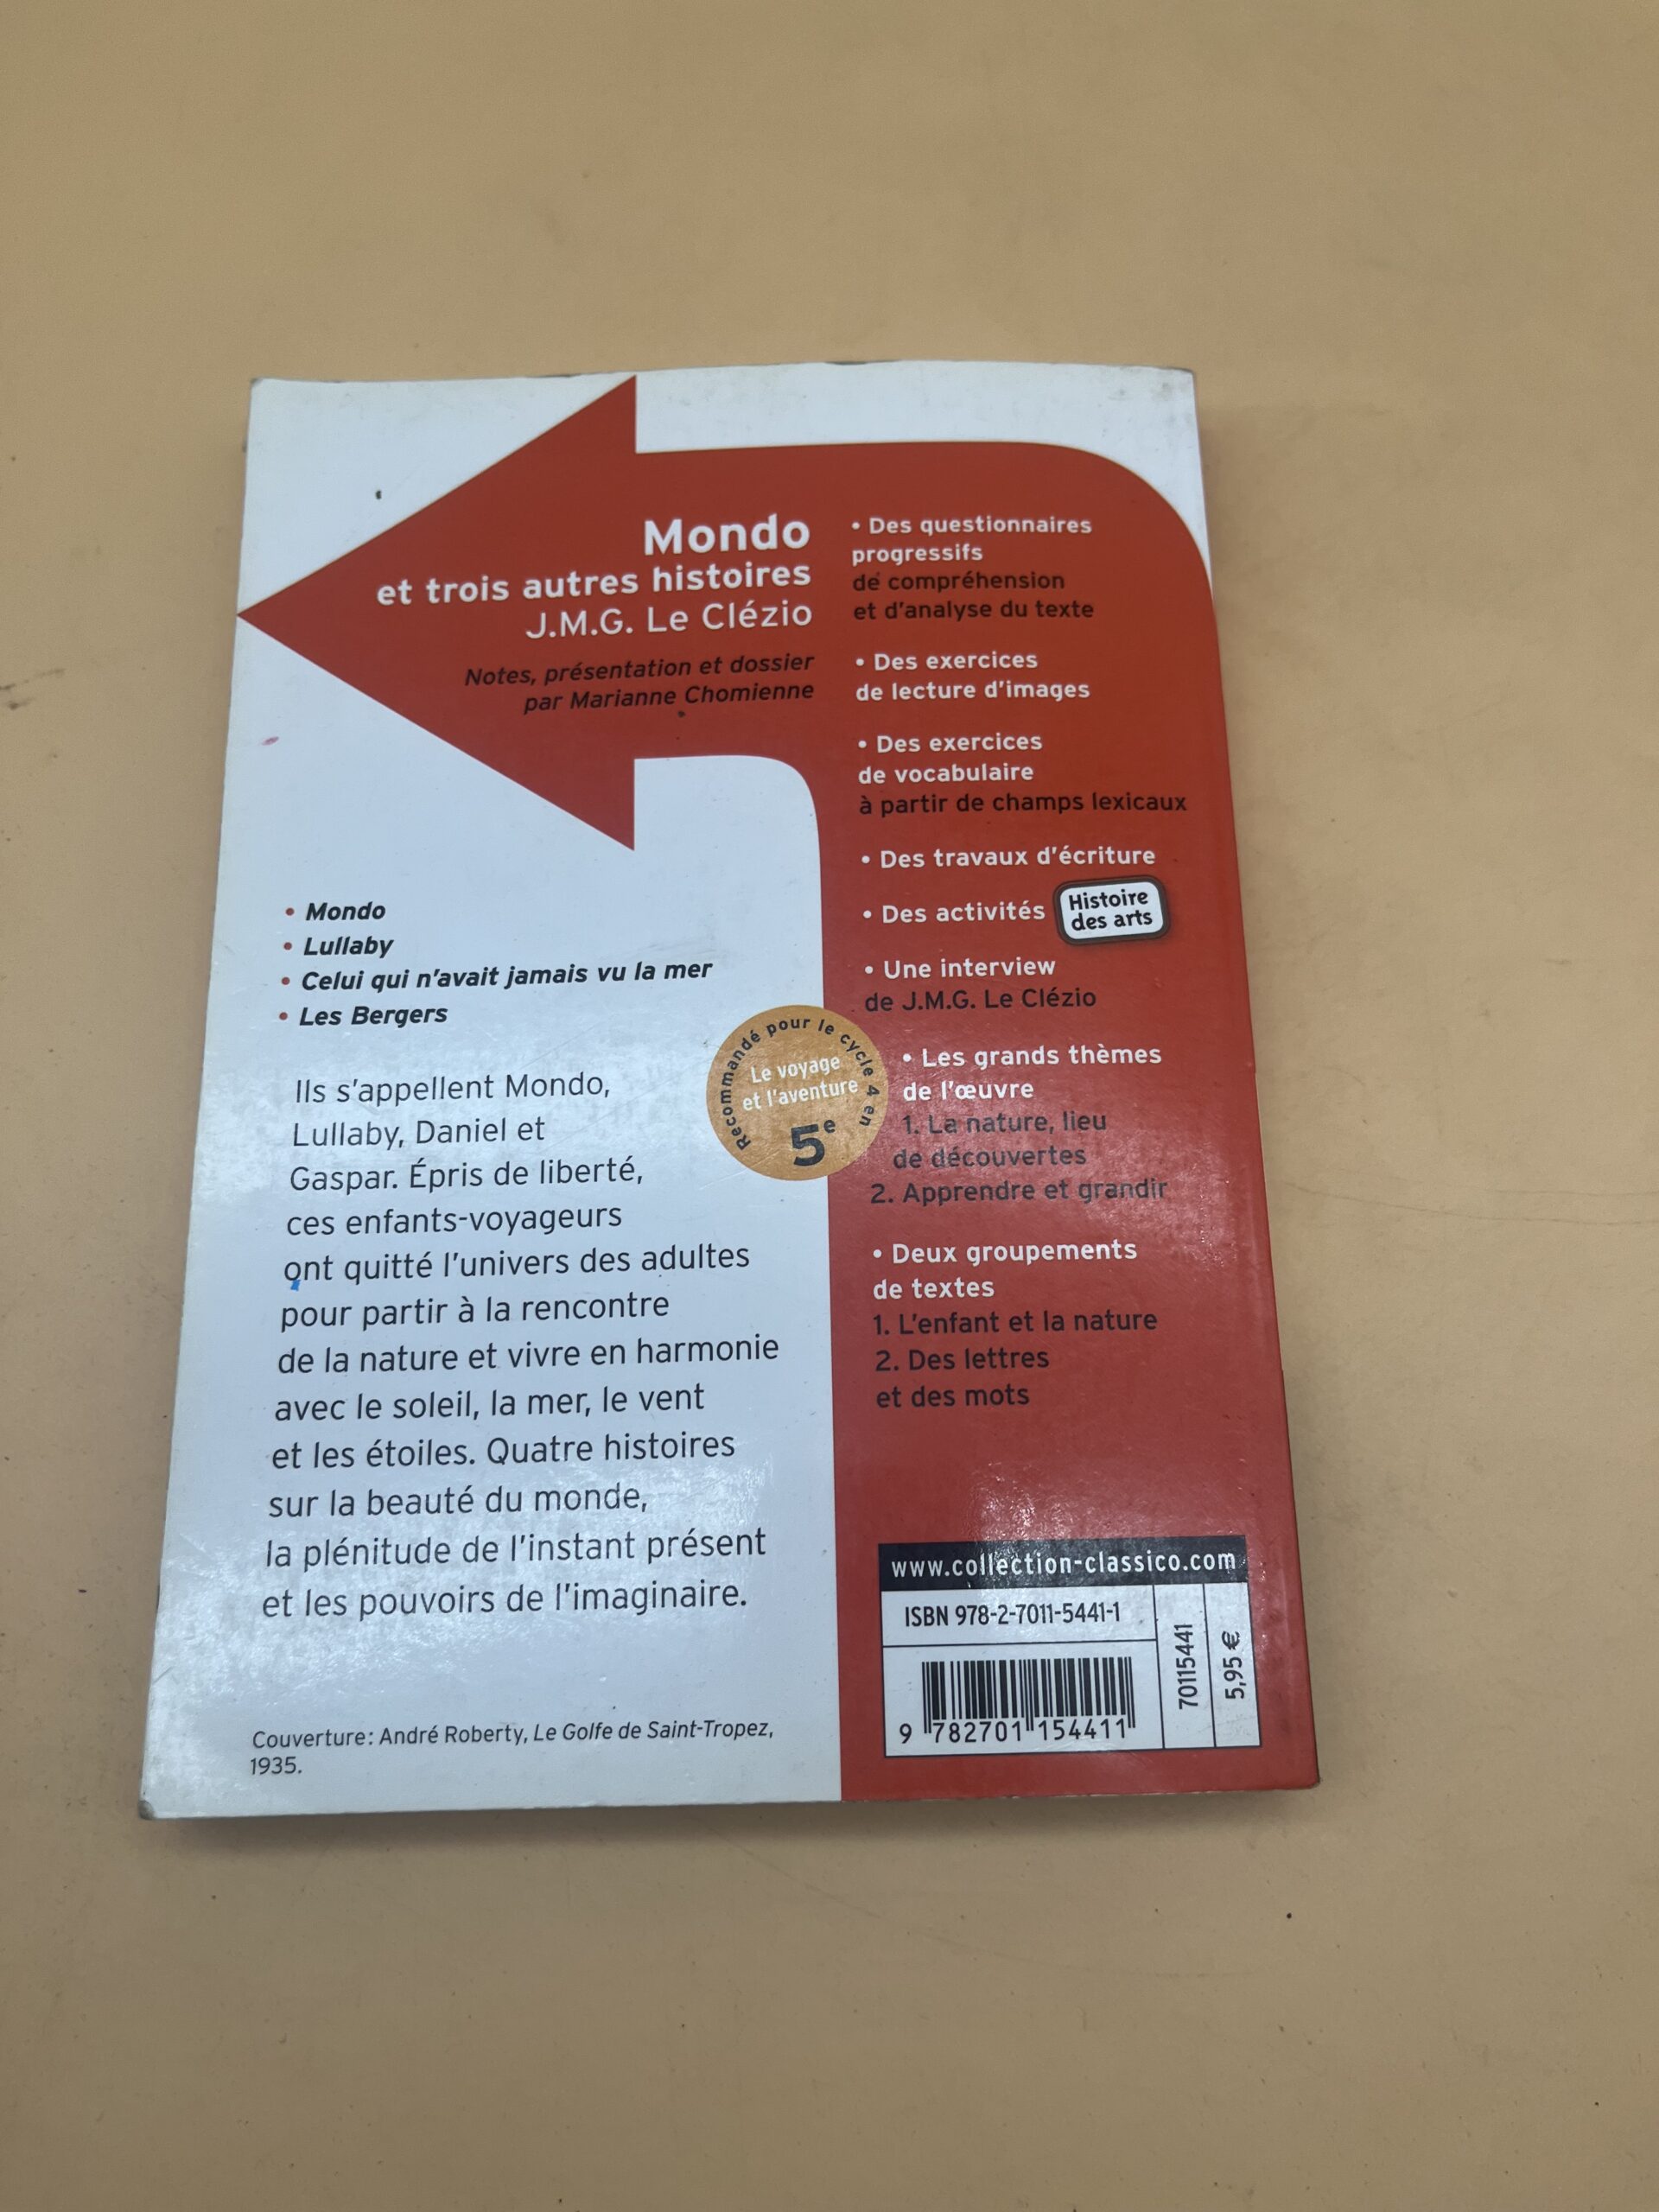 Mondo
et trois autres histoires
J.M.G. Le Clézio
Notes, présentation et dossier
par Marianne Chomienne
• Mondo
• Lullaby
• Celui qui n'avait jamais vu la mer
• Les Bergers
Ils s'appellent Mondo,
Lullaby, Daniel et
Gaspar. Épris de liberté,
ces enfants-voyageurs
ont quitté l'univers des adultes
pour partir à la rencontre
de la nature et vivre en harmonie
avec le soleil, la mer, le vent
et les étoiles. Quatre histoires
sur la beauté du monde,
la plénitude de l'instant présent
et les pouvoirs de l'imaginaire.
Couverture : André Roberty, Le Golfe de Saint-Tropez,
1935.
Recommandé pour le cycle 4 en
Le voyage
et l'aventure
5e
• Des questionnaires
progressifs
de compréhension
et d'analyse du texte
• Des exercices
de lecture d'images
• Des exercices
de vocabulaire
à partir de champs lexicaux
• Des travaux d'écriture
• Des activités
Histoire
des arts
• Une interview
de J.M.G. Le Clézio
• Les grands thèmes
de l'œuvre
1. La nature, lieu
de découvertes
2. Apprendre et grandir
• Deux groupements
de textes
1. L'enfant et la nature
2. Des lettres
et des mots
www.collection-classico.com
ISBN 978-2-7011-5441-1
9 782701 154411
70115441
5,95 €